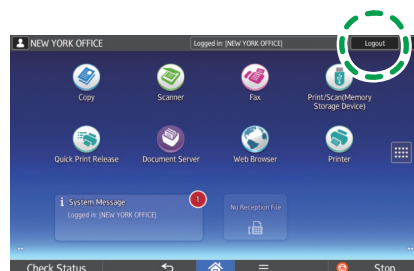 NEW YORK OFFICE
Logged in: [NEW YORK OFFICE]
Logout
Copy
Scanner
Fax
Print/Scan(Memory
Storage Device)
Quick Print Release
Document Server
Web Browser
Printer
System Message
1
Logged in: [NEW YORK OFFICE]
No Reception File
Check Status
Stop